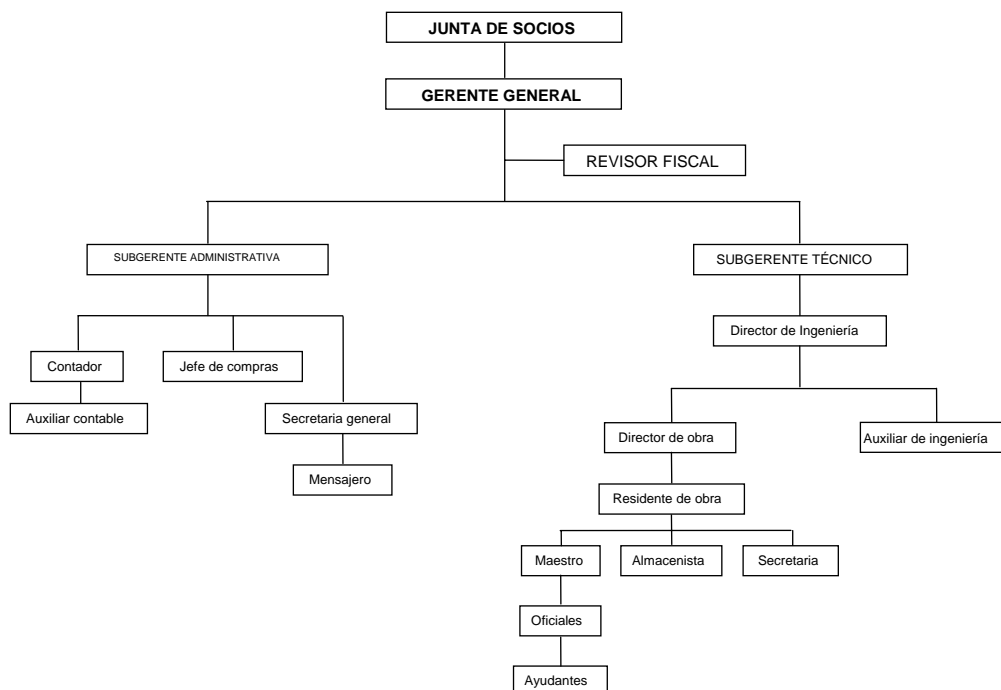 JUNTA DE SOCIOS
GERENTE GENERAL
REVISOR FISCAL
SUBGERENTE ADMINISTRATIVA
SUBGERENTE TÉCNICO
Director de Ingeniería
Contador
Jefe de compras
Auxiliar contable
Secretaria general
Director de obra
Auxiliar de ingeniería
Mensajero
Residente de obra
Maestro
Almacenista
Secretaria
Oficiales
Ayudantes